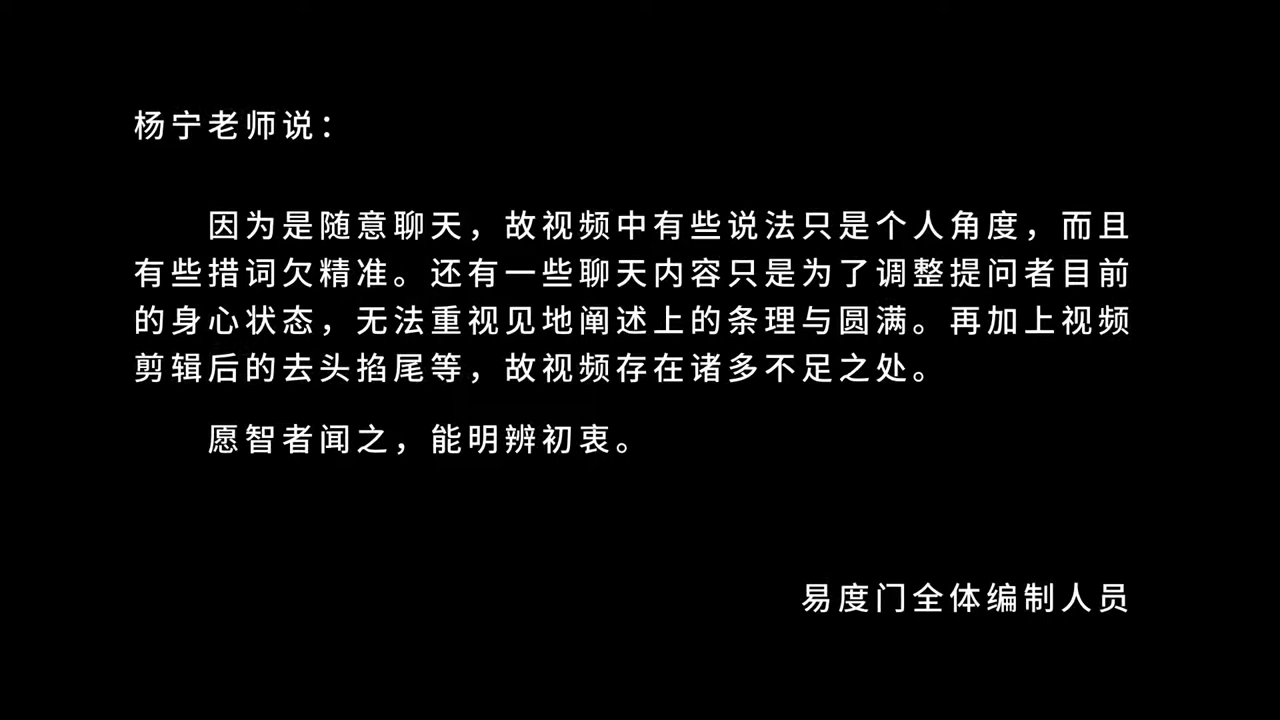 杨宁老师说：
因为是随意聊天，故视频中有些说法只是个人角度，而且
有些措词欠精准。还有一些聊天内容只是为了调整提问者目前
的身心状态，无法重视见地阐述上的条理与圆满。再加上视频
剪辑后的去头掐尾等，故视频存在诸多不足之处。
愿智者闻之，能明辨初衷。
易度门全体编制人员